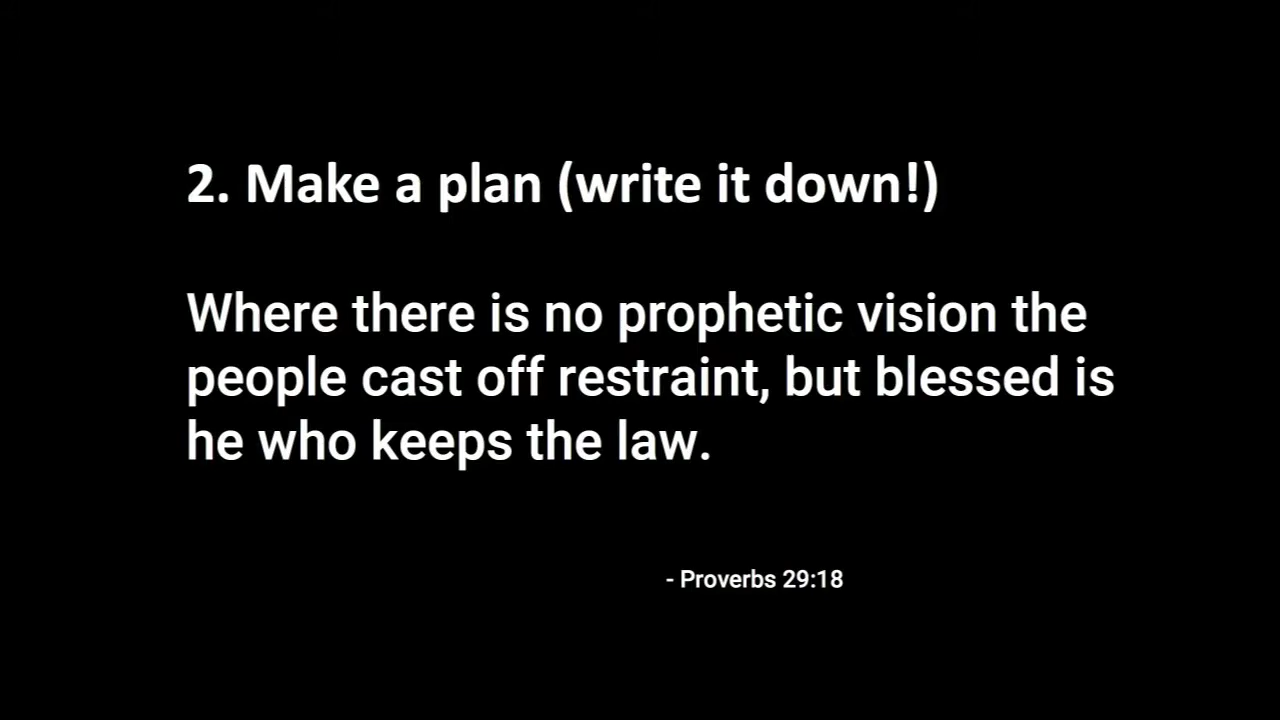 2. Make a plan (write it down!)
Where there is no prophetic vision the
people cast off restraint, but blessed is
he who keeps the law.
- Proverbs 29:18